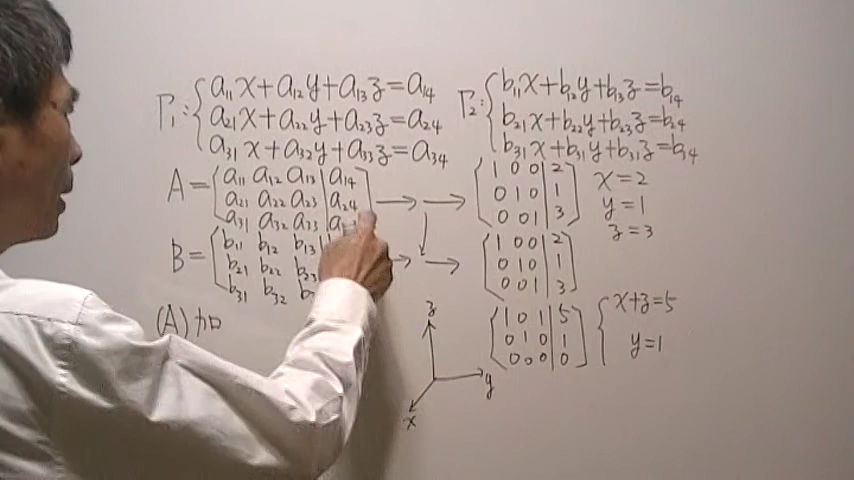 Γ₁: { a₁₁x+a₁₂y+a₁₃z=a₁₄
a₂₁x+a₂₂y+a₂₃z=a₂₄
a₃₁x+a₃₂y+a₃₃z=a₃₄
Γ₂: { b₁₁x+b₁₂y+b₁₃z=b₁₄
b₂₁x+b₂₂y+b₂₃z=b₂₄
b₃₁x+b₃₁y+b₃₁z=b₃₄
A = [ a₁₁ a₁₂ a₁₃ | a₁₄ ]
a₂₁ a₂₂ a₂₃ | a₂₄
a₃₁ a₃₂ a₃₃ | a
→ → [ 1 0 0 | 2 ]
0 1 0 | 1
0 0 1 | 3
x=2
y=1
z=3
B = [ b₁₁ b₁₂ b₁₃
b₂₁ b₂₂ b₂₃
b₃₁ b₃₂ b
→ → [ 1 0 0 | 2 ]
0 1 0 | 1
0 0 1 | 3
(A) 加
z
y
x
[ 1 0 1 | 5 ]
0 1 0 | 1
0 0 0 | 0
{ x+z=5
y=1